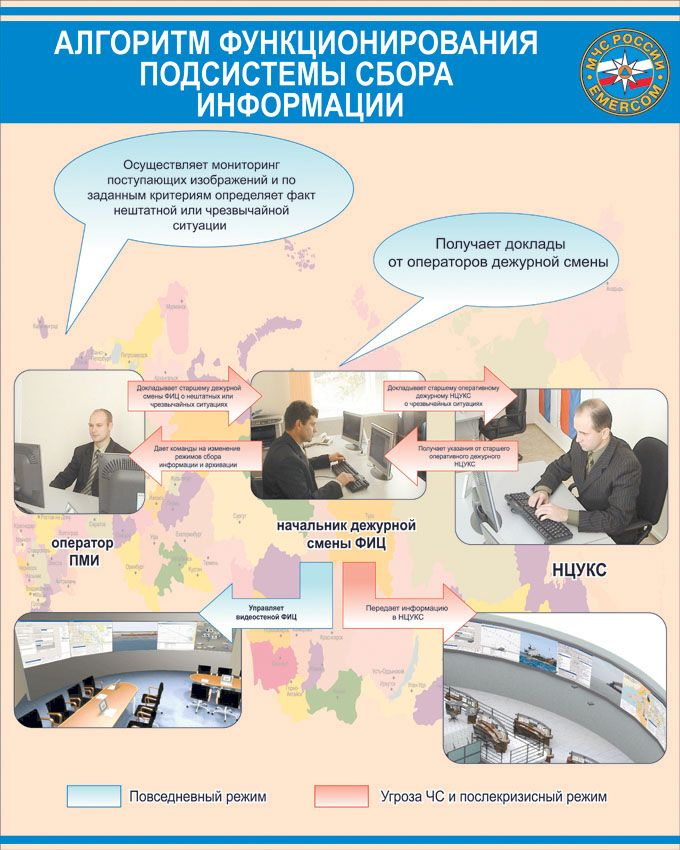 АЛГОРИТМ ФУНКЦИОНИРОВАНИЯ
ПОДСИСТЕМЫ СБОРА
ИНФОРМАЦИИ
МЧС РОССИИ
EMERCOM
Осуществляет мониторинг
поступающих изображений и по
заданным критериям определяет факт
нештатной или чрезвычайной
ситуации
Получает доклады
от операторов дежурной смены
Мурманск
Калининград
Докладывает старшему дежурной
смены ФИЦ о нештатных или
чрезвычайных ситуациях
Докладывает старшему оперативному
дежурному НЦУКС
о чрезвычайных ситуациях
Дает команды на изменение
режимов сбора
информации и архивации
Получает указания от старшего
оперативного дежурного
НЦУКС
оператор
ПМИ
начальник дежурной
смены ФИЦ
НЦУКС
Управляет
видеостеной ФИЦ
Передает информацию
в НЦУКС
Повседневный режим
Угроза ЧС и послекризисный режим